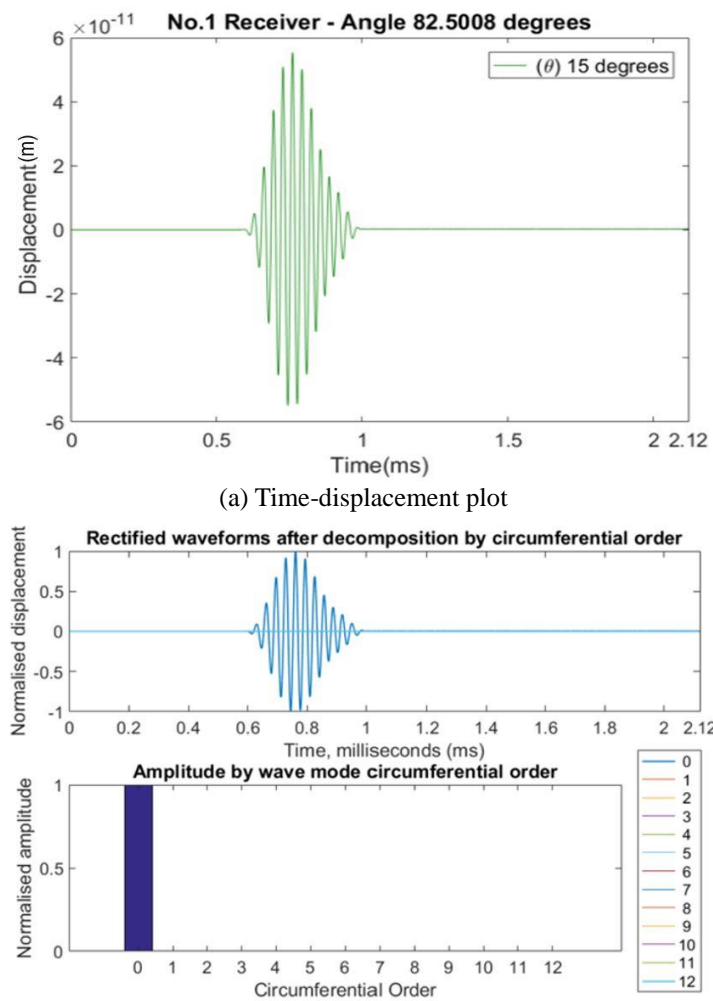 ×10-11
No.1 Receiver - Angle 82.5008 degrees
(θ) 15 degrees
6
4
2
0
-2
-4
-6
Displacement(m)
0 0.5 1 1.5 2 2.12
Time(ms)
(a) Time-displacement plot
Rectified waveforms after decomposition by circumferential order
Normalised displacement
1
0.5
0
-0.5
-1
0 0.2 0.4 0.6 0.8 1 1.2 1.4 1.6 1.8 2 2.12
Time, milliseconds (ms)
Amplitude by wave mode circumferential order
Normalised amplitude
1
0.5
0
0 1 2 3 4 5 6 7 8 9 10 11 12
Circumferential Order
0
1
2
3
4
5
6
7
8
9
10
11
12